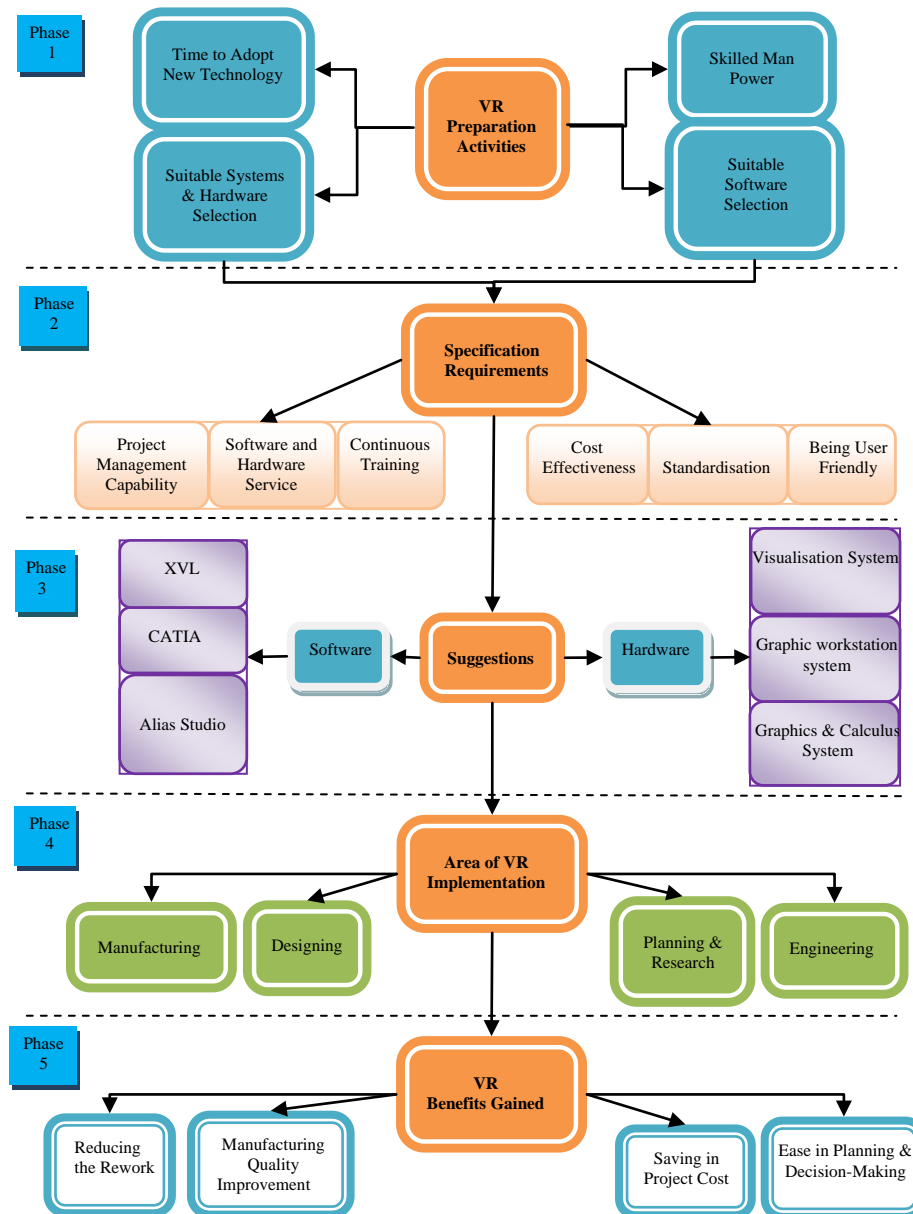 Phase
1
Time to Adopt
New Technology
Suitable Systems
& Hardware
Selection
VR
Preparation
Activities
Skilled Man
Power
Suitable
Software
Selection
Phase
2
Specification
Requirements
Project
Management
Capability
Software and
Hardware
Service
Continuous
Training
Cost
Effectiveness
Standardisation
Being User
Friendly
Phase
3
XVL
CATIA
Alias Studio
Software
Suggestions
Hardware
Visualisation System
Graphic workstation
system
Graphics & Calculus
System
Phase
4
Area of VR
Implementation
Manufacturing
Designing
Planning &
Research
Engineering
Phase
5
VR
Benefits Gained
Reducing
the Rework
Manufacturing
Quality
Improvement
Saving in
Project Cost
Ease in Planning &
Decision-Making